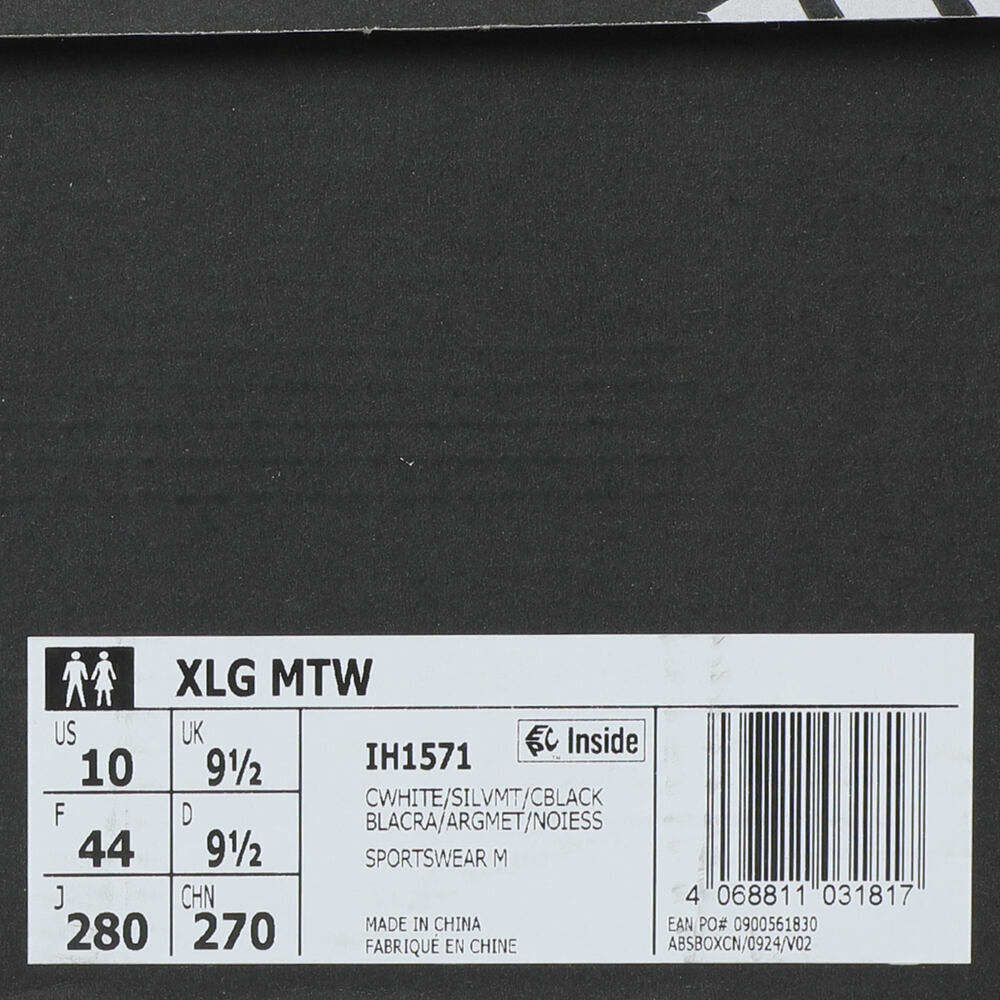 XLG MTW
US 10
UK 9½
F 44
D 9½
J 280
CHN 270
IH1571
Inside™
CWHITE/SILVMT/CBLACK
BLACRA/ARGMET/NOIESS
SPORTSWEAR M
MADE IN CHINA
FABRIQUÉ EN CHINE
4 068811 031817
EAN PO# 0900561830
ABSBOXCN/0924/V02